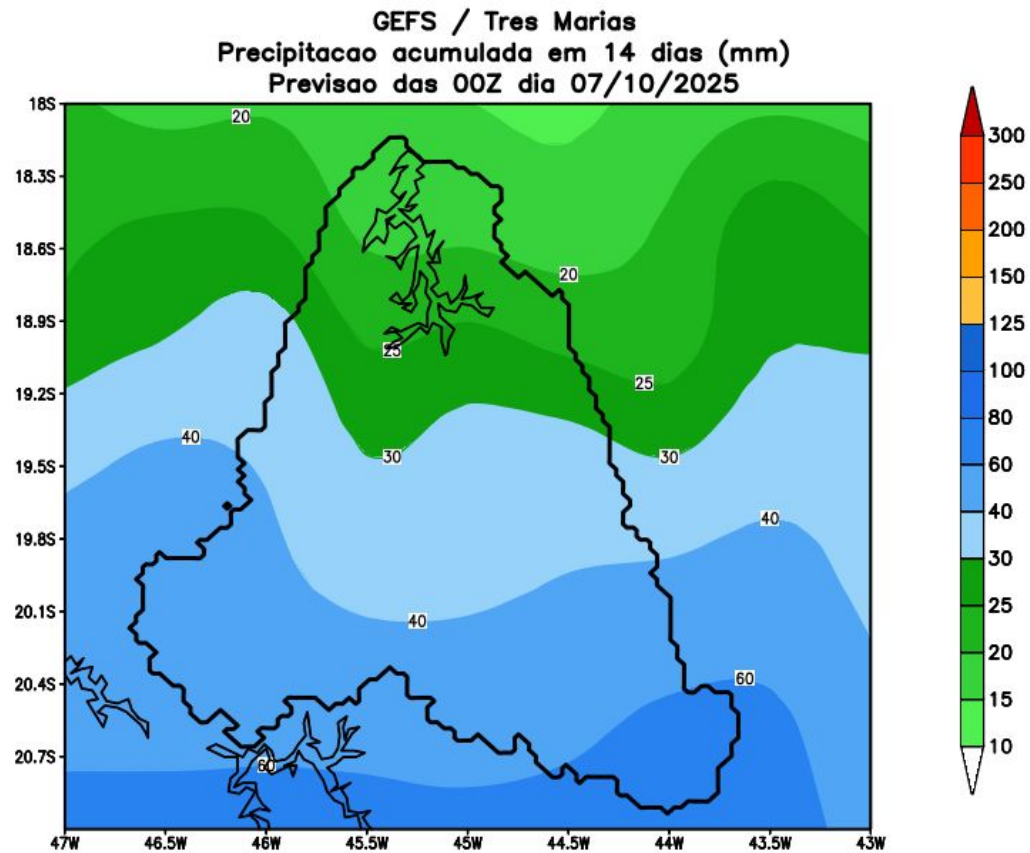 GEFS / Tres Marias
Precipitacao acumulada em 14 dias (mm)
Previsao das 00Z dia 07/10/2025
18S
18.3S
18.6S
18.9S
19.2S
19.5S
19.8S
20.1S
20.4S
20.7S
47W
46.5W
46W
45.5W
45W
44.5W
44W
43.5W
43W
20
20
25
25
30
30
40
40
40
60
60
300
250
200
150
125
100
80
60
40
30
25
20
15
10